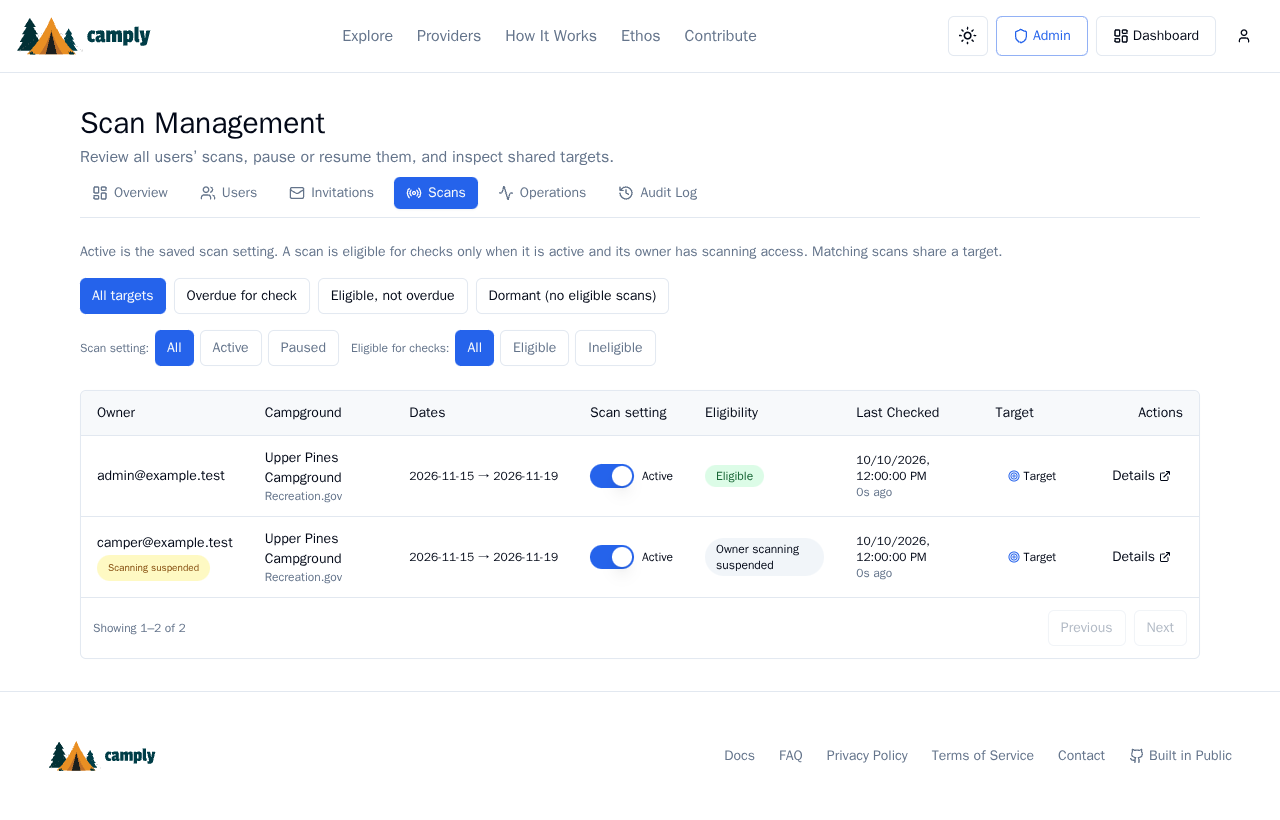 camply
Explore Providers How It Works Ethos Contribute
Admin Dashboard
Scan Management
Review all users' scans, pause or resume them, and inspect shared targets.
Overview Users Invitations Scans Operations Audit Log
Active is the saved scan setting. A scan is eligible for checks only when it is active and its owner has scanning access. Matching scans share a target.
All targets Overdue for check Eligible, not overdue Dormant (no eligible scans)
Scan setting: All Active Paused Eligible for checks: All Eligible Ineligible
Owner Campground Dates Scan setting Eligibility Last Checked Target Actions
admin@example.test
Upper Pines
Campground
Recreation.gov
2026-11-15 → 2026-11-19
Active
Eligible
10/10/2026,
12:00:00 PM
0s ago
Target
Details
camper@example.test
Scanning suspended
Upper Pines
Campground
Recreation.gov
2026-11-15 → 2026-11-19
Active
Owner scanning
suspended
10/10/2026,
12:00:00 PM
0s ago
Target
Details
Showing 1–2 of 2
Previous Next
camply
Docs FAQ Privacy Policy Terms of Service Contact Built in Public